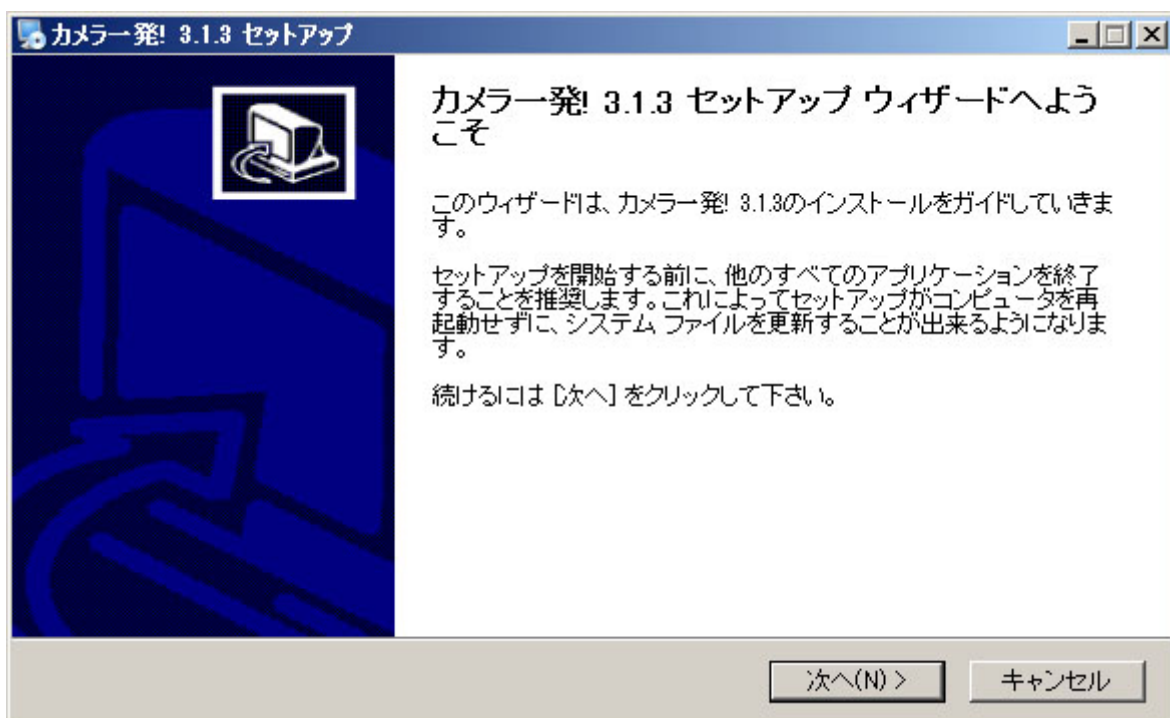 カメラ一発! 3.1.3 セットアップ
カメラ一発! 3.1.3 セットアップ ウィザードへよう
こそ
このウィザードは、カメラ一発! 3.1.3のインストールをガイドしていきま
す。
セットアップを開始する前に、他のすべてのアプリケーションを終了
することを推奨します。これによってセットアップがコンピュータを再
起動せずに、システム ファイルを更新することが出来るようになりま
す。
続けるには [次へ] をクリックして下さい。
次へ(N) >
キャンセル